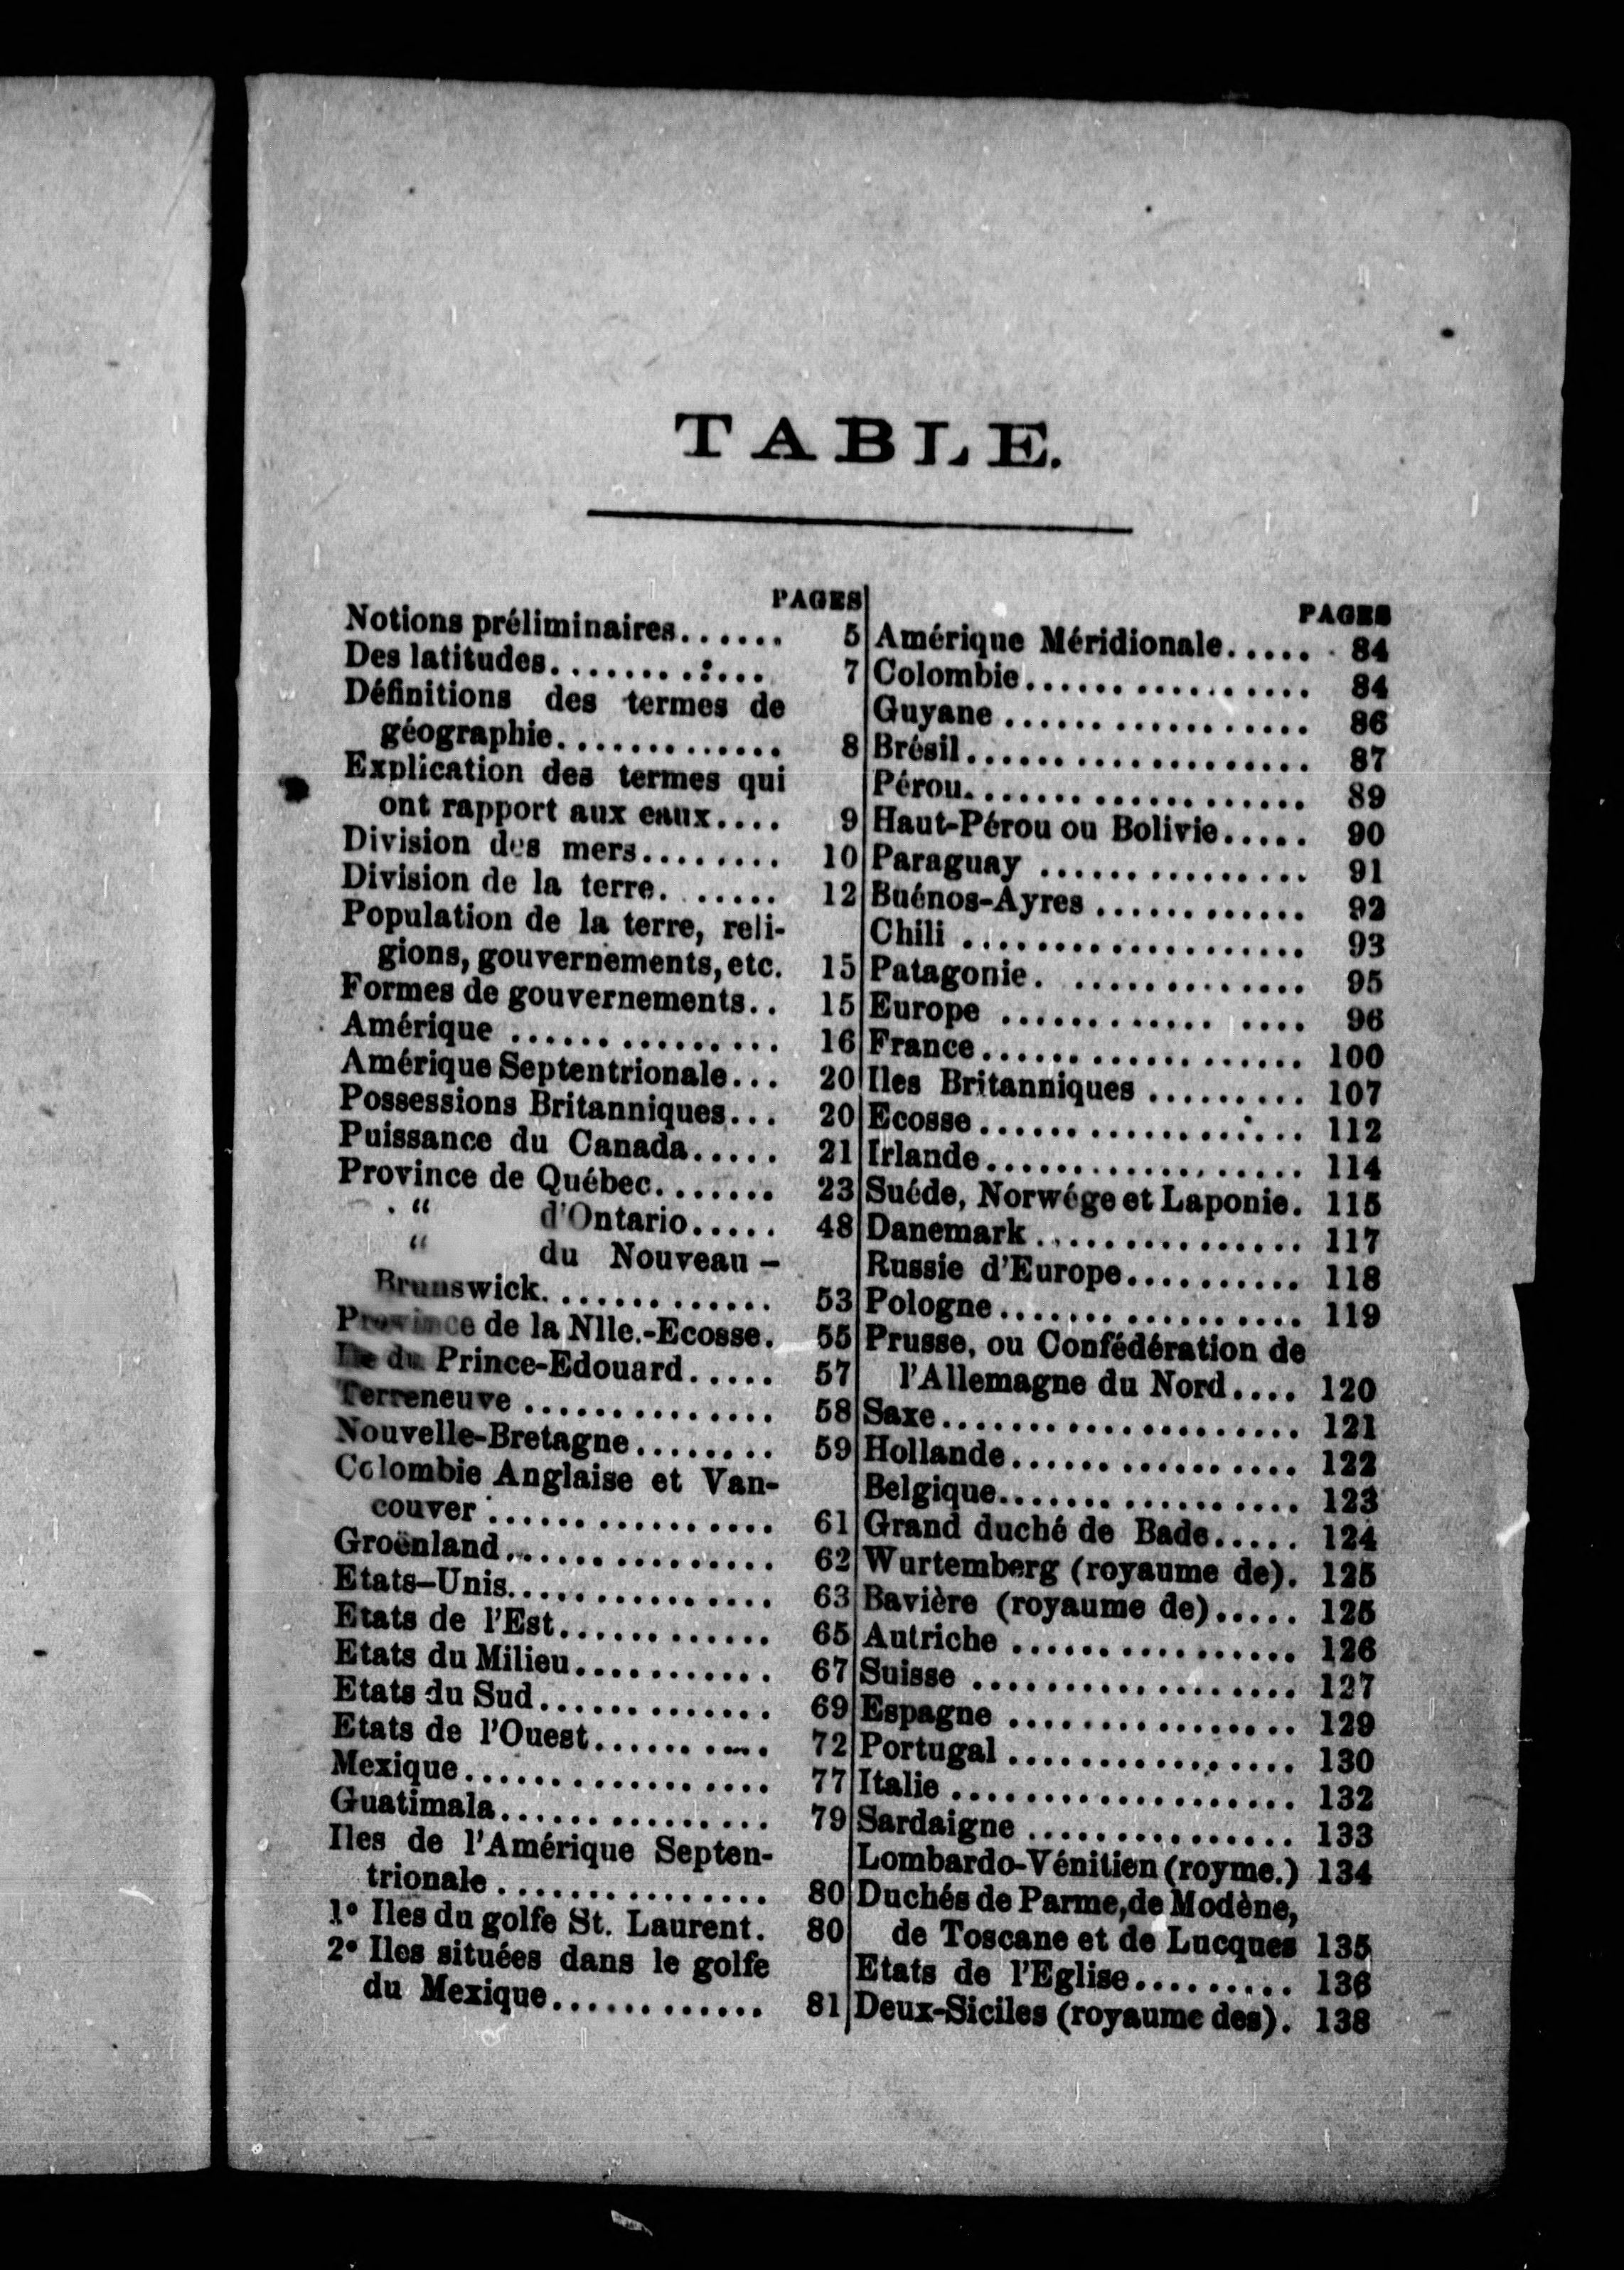 TABLE.
PAGES
Notions préliminaires...... 5
Des latitudes............ 7
Définitions des termes de
géographie............. 8
Explication des termes qui
ont rapport aux eaux.... 9
Division des mers........ 10
Division de la terre. ...... 12
Population de la terre, reli-
gions, gouvernements, etc. 15
Formes de gouvernements.. 15
Amérique ............... 16
Amérique Septentrionale... 20
Possessions Britanniques... 20
Puissance du Canada..... 21
Province de Québec....... 23
“ d'Ontario..... 48
“ du Nouveau-
Brunswick............. 53
Province de la Nlle.-Ecosse. 55
Ile du Prince-Edouard..... 57
Terreneuve .............. 58
Nouvelle-Bretagne........ 59
Colombie Anglaise et Van-
couver ................ 61
Groënland............... 62
Etats-Unis............... 63
Etats de l'Est............ 65
Etats du Milieu........... 67
Etats du Sud............. 69
Etats de l'Ouest.......... 72
Mexique................. 77
Guatimala............... 79
Iles de l'Amérique Septen-
trionale ............... 80
1° Iles du golfe St. Laurent. 80
2° Iles situées dans le golfe
du Mexique............ 81
PAGES
Amérique Méridionale..... 84
Colombie................ 84
Guyane ................. 86
Brésil................... 87
Pérou................... 89
Haut-Pérou ou Bolivie..... 90
Paraguay ............... 91
Buénos-Ayres ............ 92
Chili ................... 93
Patagonie. ............. 95
Europe ................ 96
France.................. 100
Iles Britanniques ......... 107
Ecosse.................. 112
Irlande.................. 114
Suéde, Norwége et Laponie. 115
Danemark............... 117
Russie d'Europe.......... 118
Pologne................. 119
Prusse, ou Confédération de
l'Allemagne du Nord.... 120
Saxe.................... 121
Hollande................ 122
Belgique................. 123
Grand duché de Bade..... 124
Wurtemberg (royaume de). 125
Bavière (royaume de)..... 125
Autriche ................ 126
Suisse .................. 127
Espagne ................ 129
Portugal ................ 130
Italie ................... 132
Sardaigne ............... 133
Lombardo-Vénitien (royme.) 134
Duchés de Parme, de Modène,
de Toscane et de Lucques 135
Etats de l'Eglise......... 136
Deux-Siciles (royaume des). 138